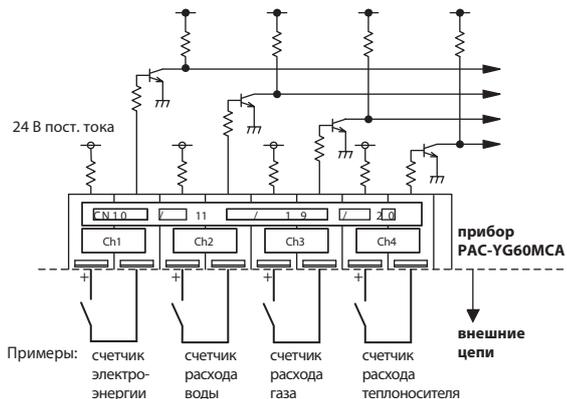 24 В пост. тока
CN10 / 11 / 19 / 20
Ch1 Ch2 Ch3 Ch4
прибор
PAC-YG60MCA
+ + + +
внешние
цепи
Примеры: счетчик счетчик счетчик счетчик
электро- расхода расхода расхода
энергии воды газа теплоносителя